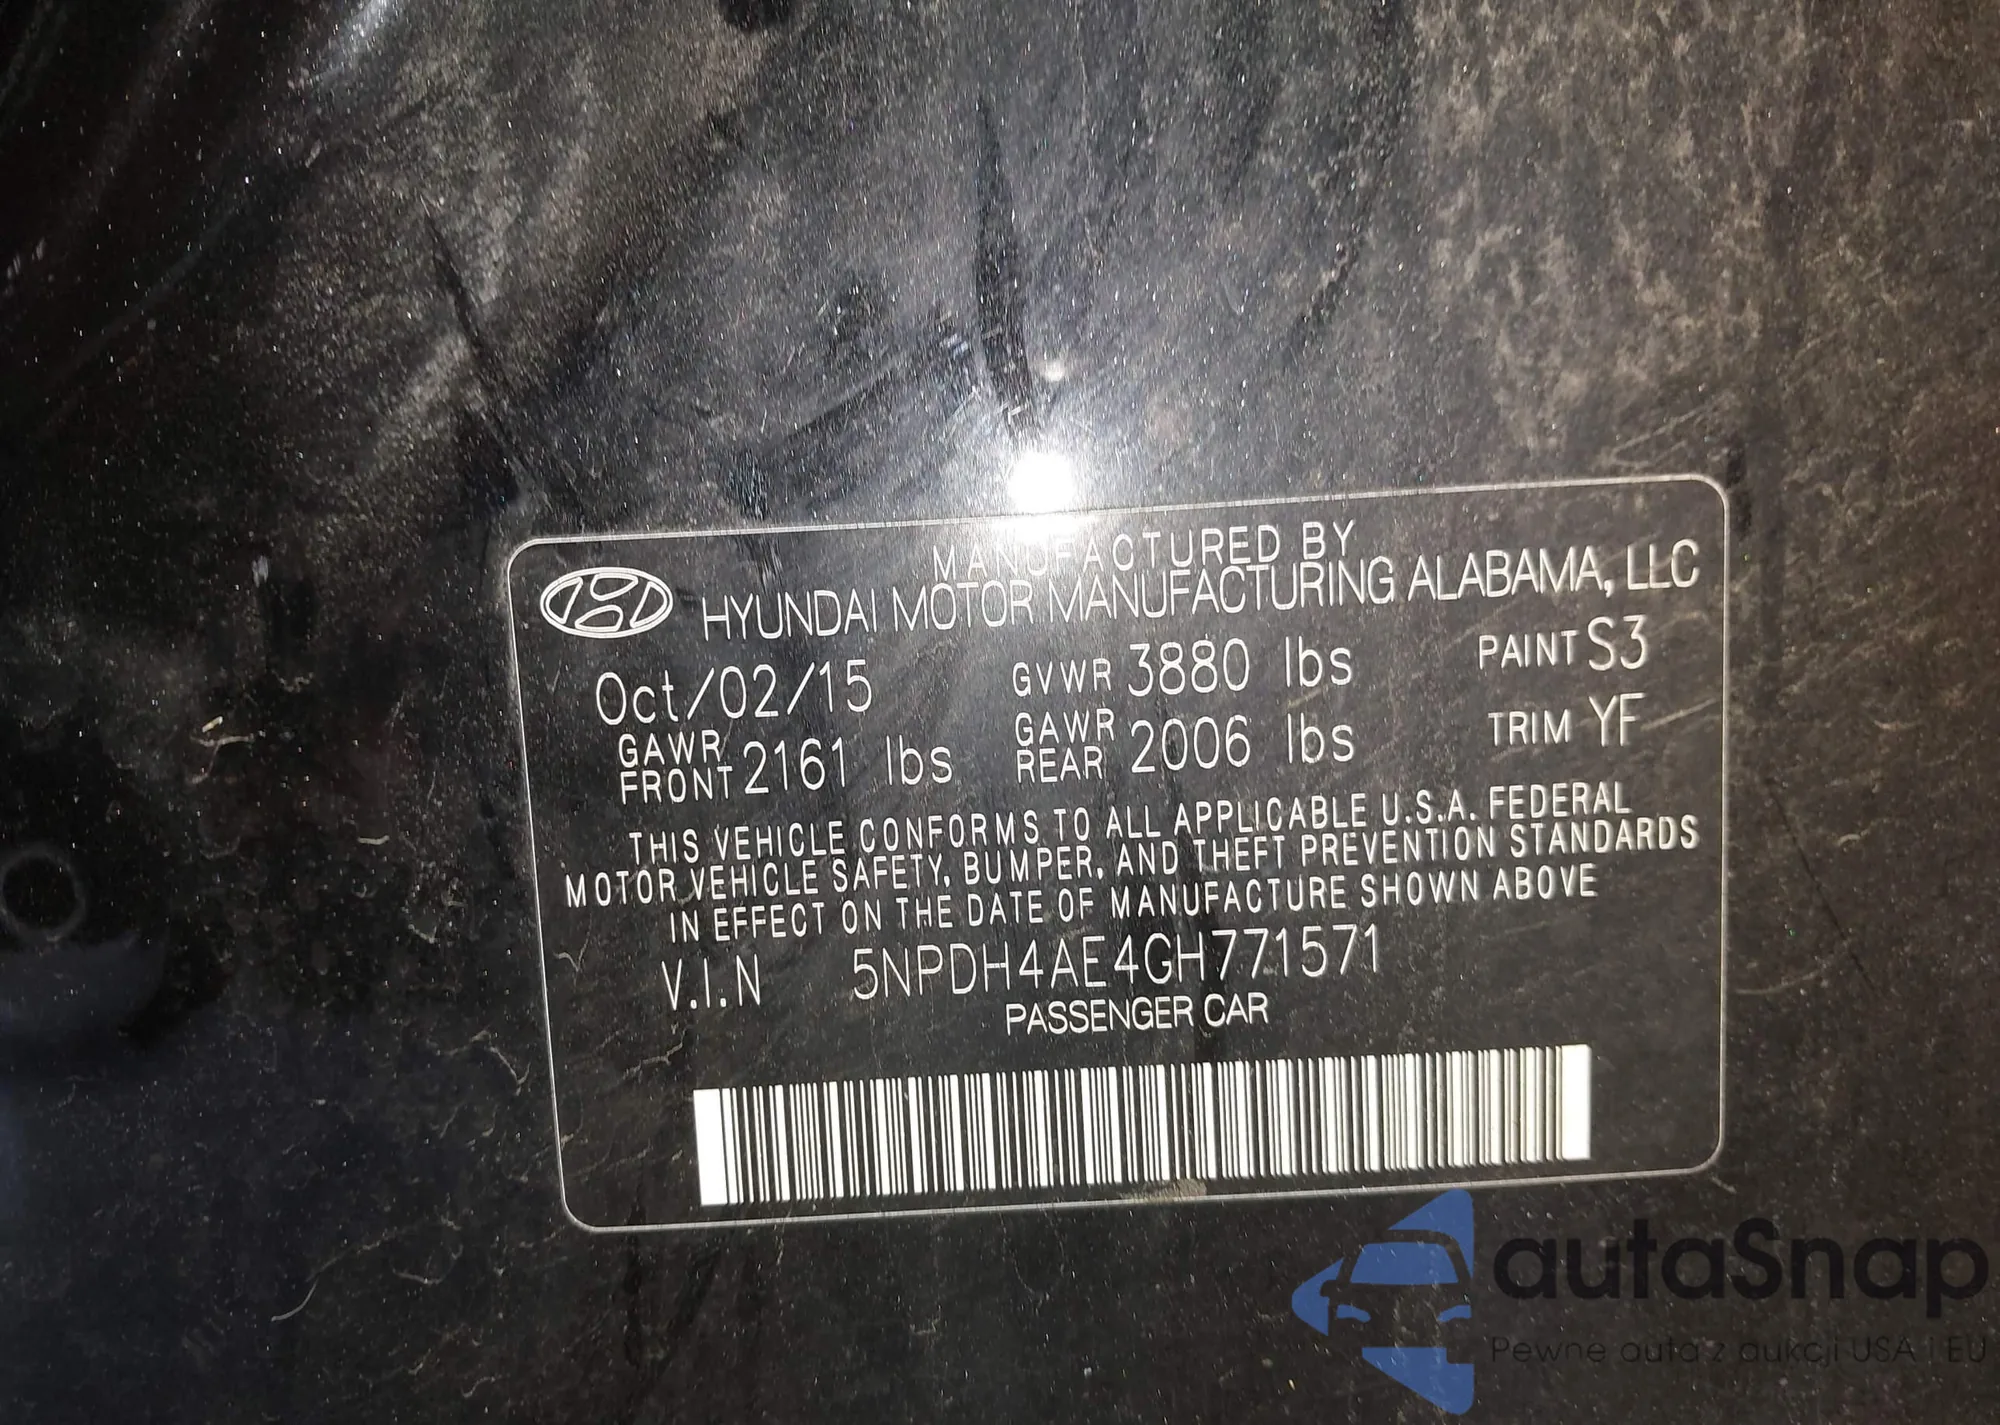 MANUFACTURED BY
HYUNDAI MOTOR MANUFACTURING ALABAMA, LLC
Oct/02/15 GVWR 3880 lbs PAINT S3
GAWR FRONT 2161 lbs GAWR REAR 2006 lbs TRIM YF
THIS VEHICLE CONFORMS TO ALL APPLICABLE U.S.A. FEDERAL
MOTOR VEHICLE SAFETY, BUMPER, AND THEFT PREVENTION STANDARDS
IN EFFECT ON THE DATE OF MANUFACTURE SHOWN ABOVE
V.I.N 5NPDH4AE4GH771571
PASSENGER CAR
autaSnap
Pewne auta z aukcji USA i EU